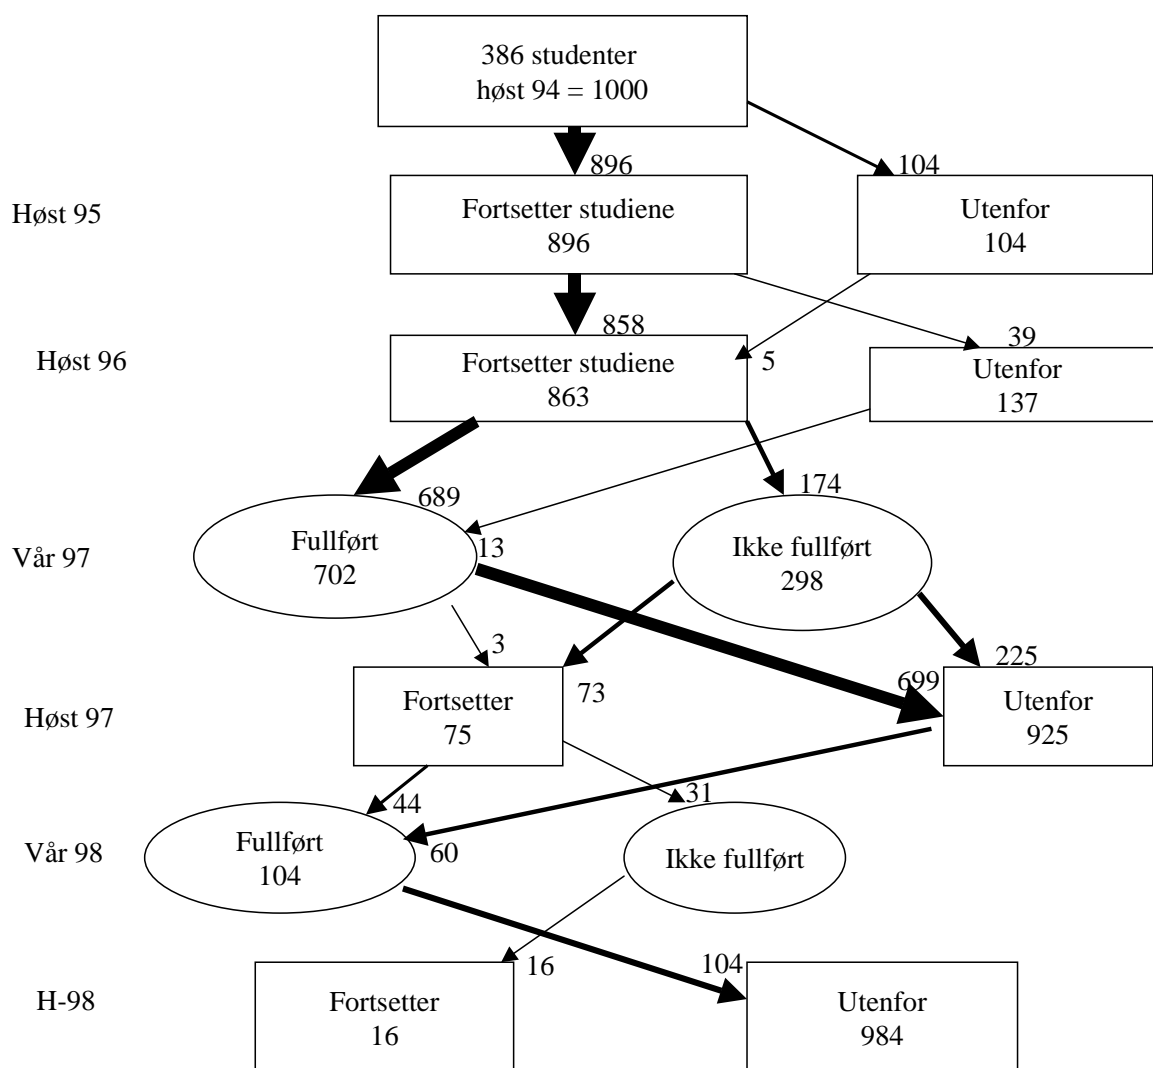 386 studenter
høst 94 = 1000
896
104
Høst 95
Fortsetter studiene
896
Utenfor
104
858
39
Høst 96
Fortsetter studiene
863
5
Utenfor
137
689
174
Vår 97
Fullført
702
13
Ikke fullført
298
3
225
Høst 97
Fortsetter
75
73
699
Utenfor
925
44
31
Vår 98
Fullført
104
60
Ikke fullført
16
104
H-98
Fortsetter
16
Utenfor
984